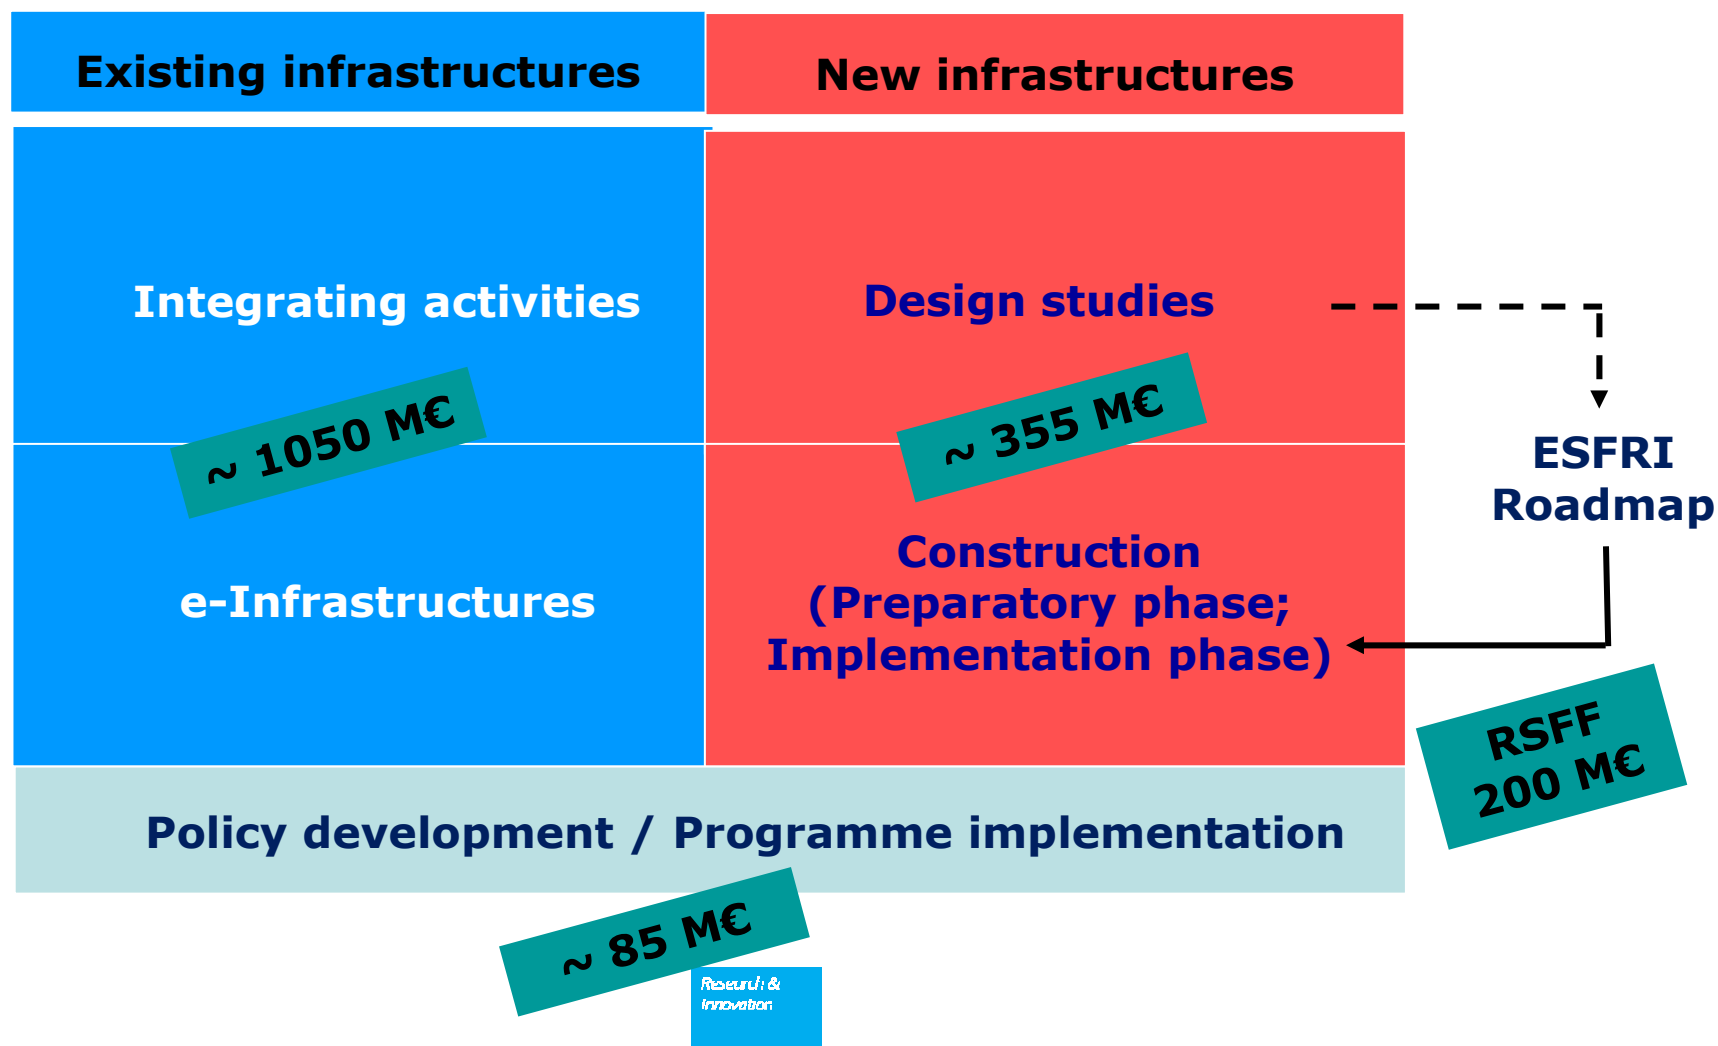 Existing infrastructures
New infrastructures
Integrating activities
Design studies
~ 1050 M€
~ 355 M€
ESFRI
Roadmap
e-Infrastructures
Construction
(Preparatory phase;
Implementation phase)
RSFF
200 M€
Policy development / Programme implementation
~ 85 M€
Research &
Innovation